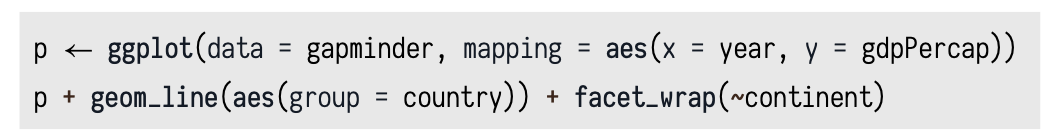 p ← ggplot(data = gapminder, mapping = aes(x = year, y = gdpPercap))
p + geom_line(aes(group = country)) + facet_wrap(~continent)